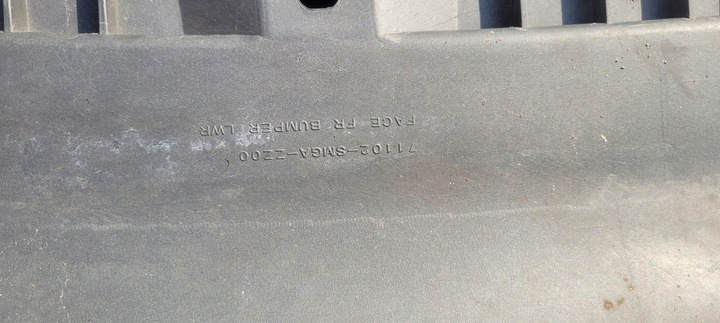 71102-SMGA-ZZ00
FACE FR BUMPER LWR